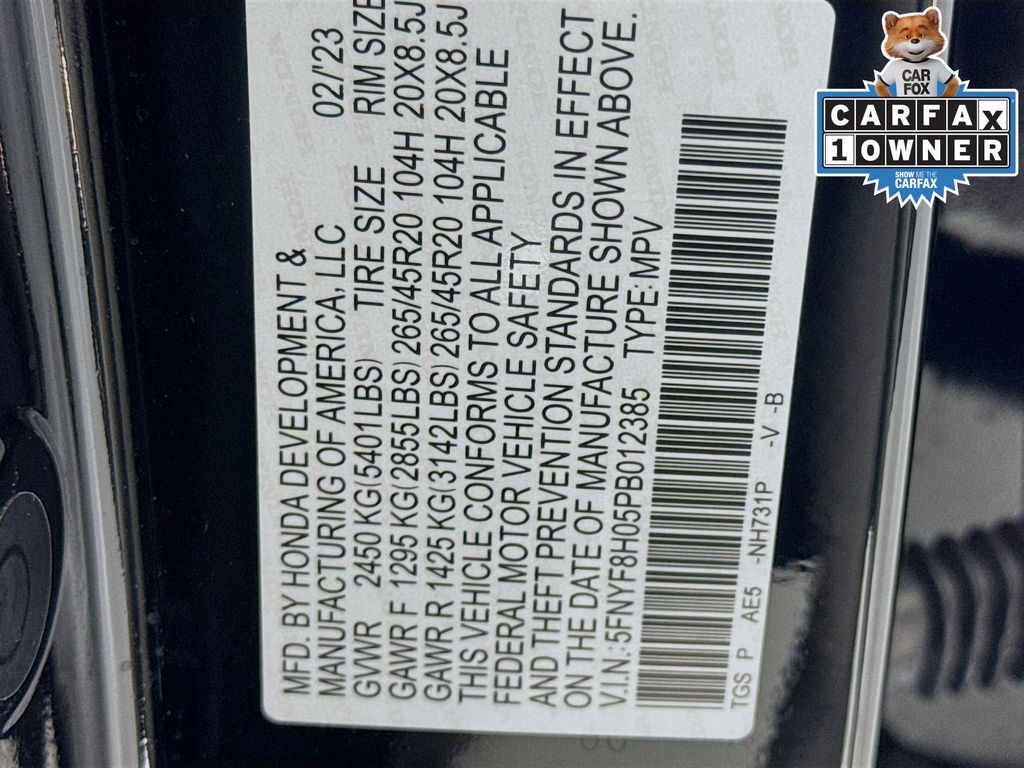 MFD. BY HONDA DEVELOPMENT &
MANUFACTURING OF AMERICA, LLC 02/'23
GVWR 2450 KG(5401LBS) TIRE SIZE RIM SIZE
GAWR F 1295 KG(2855LBS) 265/45R20 104H 20X8.5J
GAWR R 1425 KG(3142LBS) 265/45R20 104H 20X8.5J
THIS VEHICLE CONFORMS TO ALL APPLICABLE
FEDERAL MOTOR VEHICLE SAFETY
AND THEFT PREVENTION STANDARDS IN EFFECT
ON THE DATE OF MANUFACTURE SHOWN ABOVE.
V.I.N.:5FNYF8H05PB012385 TYPE: MPV
TGS P AE5 -NH731P -V -B
CAR
FOX
CARFAX
1 OWNER
SHOW ME THE
CARFAX